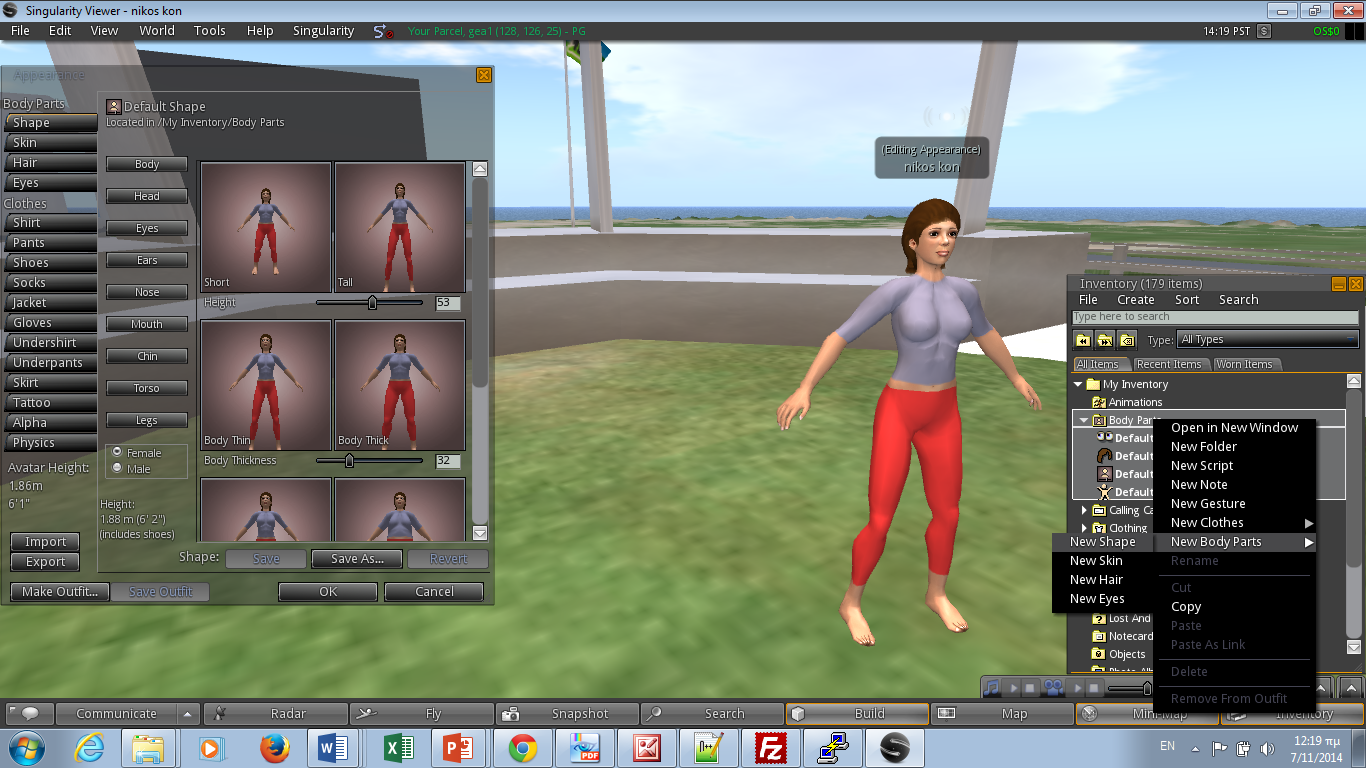 Singularity Viewer - nikos kon
File Edit View World Tools Help Singularity Your Parcel, gea1 (128, 126, 25) - PG 14:19 PST $ OS$0
Appearance
Body Parts
Shape
Skin
Hair
Eyes
Clothes
Shirt
Pants
Shoes
Socks
Jacket
Gloves
Undershirt
Underpants
Skirt
Tattoo
Alpha
Physics
Avatar Height:
1.86m
6'1"
Import
Export
Default Shape
Located in /My Inventory/Body Parts
Body
Head
Eyes
Ears
Nose
Mouth
Chin
Torso
Legs
Female
Male
Height:
1.88 m (6' 2")
(includes shoes)
Short Tall
Height 53
Body Thin Body Thick
Body Thickness 32
Shape: Save Save As... Revert
Make Outfit... Save Outfit OK Cancel
(Editing Appearance)
nikos kon
Inventory (179 items)
File Create Sort Search
Type here to search
Type: All Types
All Items Recent Items Worn Items
My Inventory
Animations
Body Parts
Default
Default
Default
Default
Calling Ca
Clothing
Lost And
Notecard
Objects
Open in New Window
New Folder
New Script
New Note
New Gesture
New Clothes
New Body Parts
Rename
Cut
Copy
Paste
Paste As Link
Delete
Remove From Outfit
New Shape
New Skin
New Hair
New Eyes
Communicate Radar Fly Snapshot Search Build Map Mini-Map Inventory
EN
12:19 πμ
7/11/2014